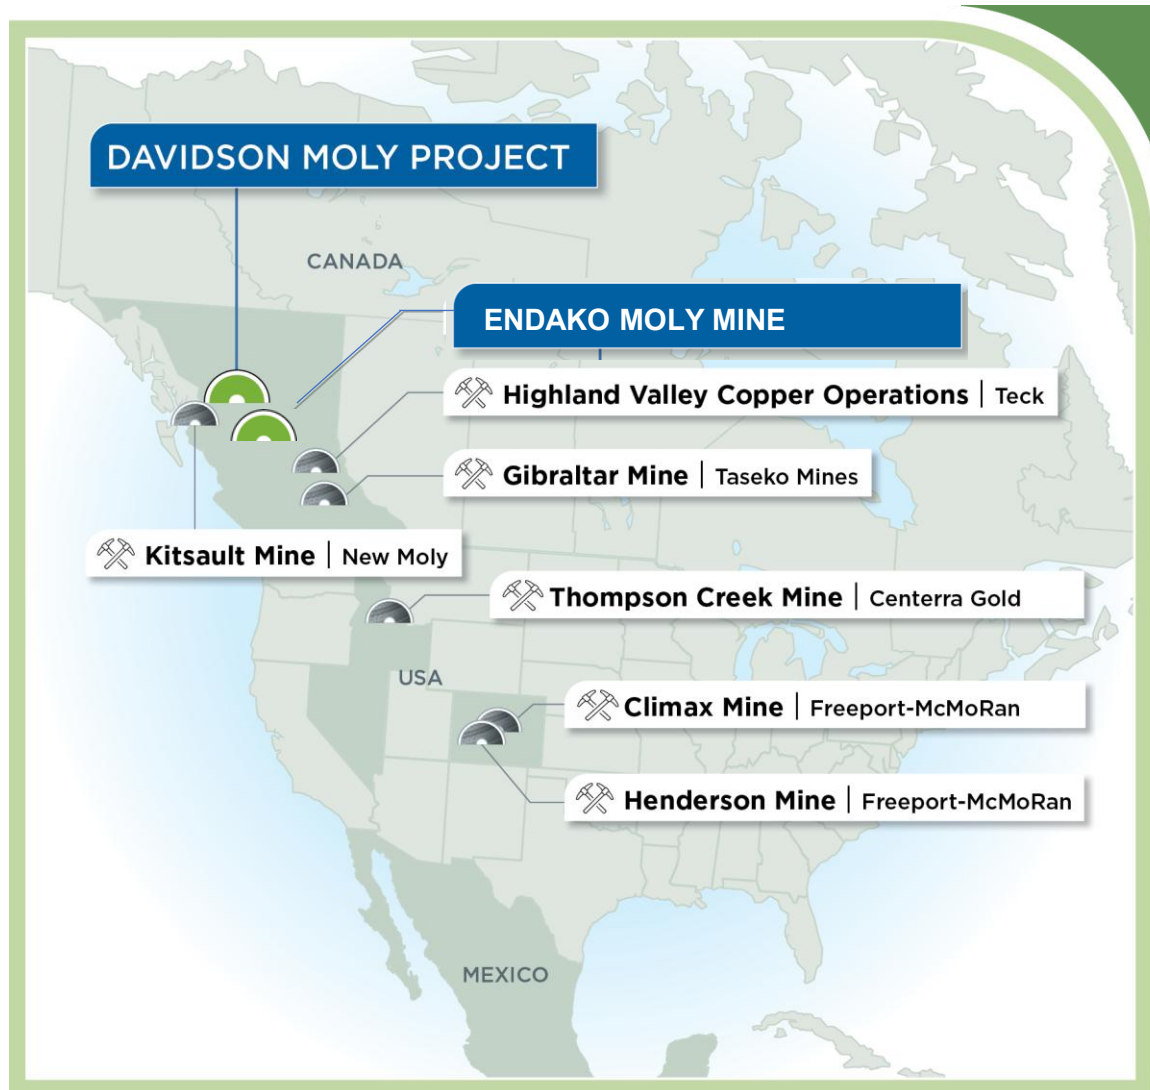 DAVIDSON MOLY PROJECT
CANADA
ENDAKO MOLY MINE
Highland Valley Copper Operations | Teck
Gibraltar Mine | Taseko Mines
Kitsault Mine | New Moly
Thompson Creek Mine | Centerra Gold
USA
Climax Mine | Freeport-McMoRan
Henderson Mine | Freeport-McMoRan
MEXICO